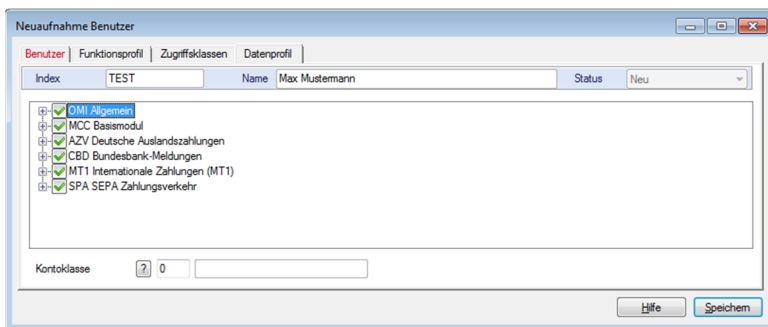 Neuaufnahme Benutzer
Benutzer Funktionsprofil Zugriffsklassen Datenprofil
Index TEST Name Max Mustermann Status Neu
OMI Allgemein
MCC Basismodul
AZV Deutsche Auslandszahlungen
CBD Bundesbank-Meldungen
MT1 Internationale Zahlungen (MT1)
SPA SEPA Zahlungsverkehr
Kontoklasse ? 0
Hilfe Speichern